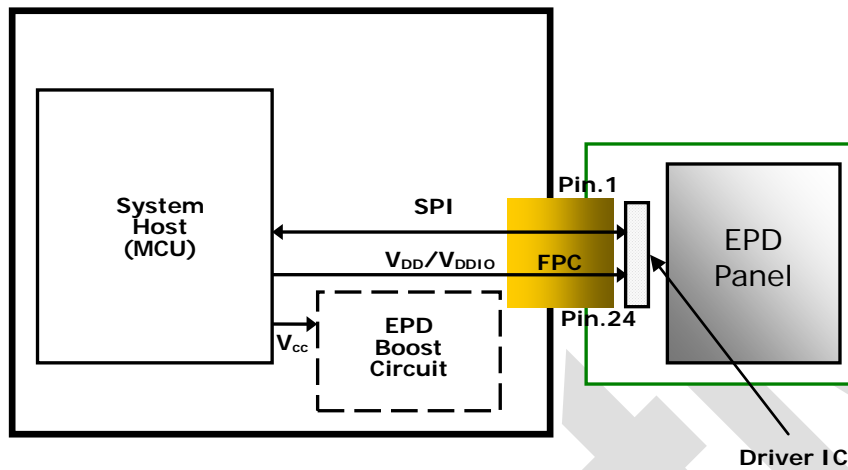 System
Host
(MCU)
SPI
VDD/VDDIO
FPC
Pin.1
Pin.24
Vcc
EPD
Boost
Circuit
EPD
Panel
Driver IC